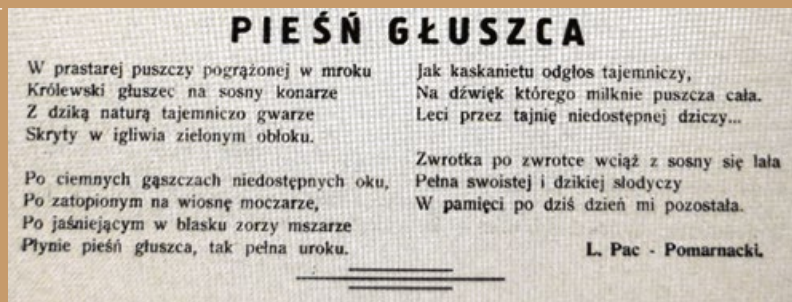 PIEŚŃ GŁUSZCA
W prastarej puszczy pogrążonej w mroku
Królewski głuszec na sosny konarze
Z dziką naturą tajemniczo gwarze
Skryty w igliwia zielonym obłoku.
Po ciemnych gąszczach niedostępnych oku,
Po zatopionym na wiosnę moczarze,
Po jaśniejącym w blasku zorzy mszarze
Płynie pieśń głuszca, tak pełna uroku.
Jak kaskanietu odgłos tajemniczy,
Na dźwięk którego milknie puszcza cała.
Leci przez tajnię niedostępnej dziczy...
Zwrotka po zwrotce wciąż z sosny się lała
Pełna swoistej i dzikiej słodyczy
W pamięci po dziś dzień mi pozostała.
L. Pac - Pomarnacki.